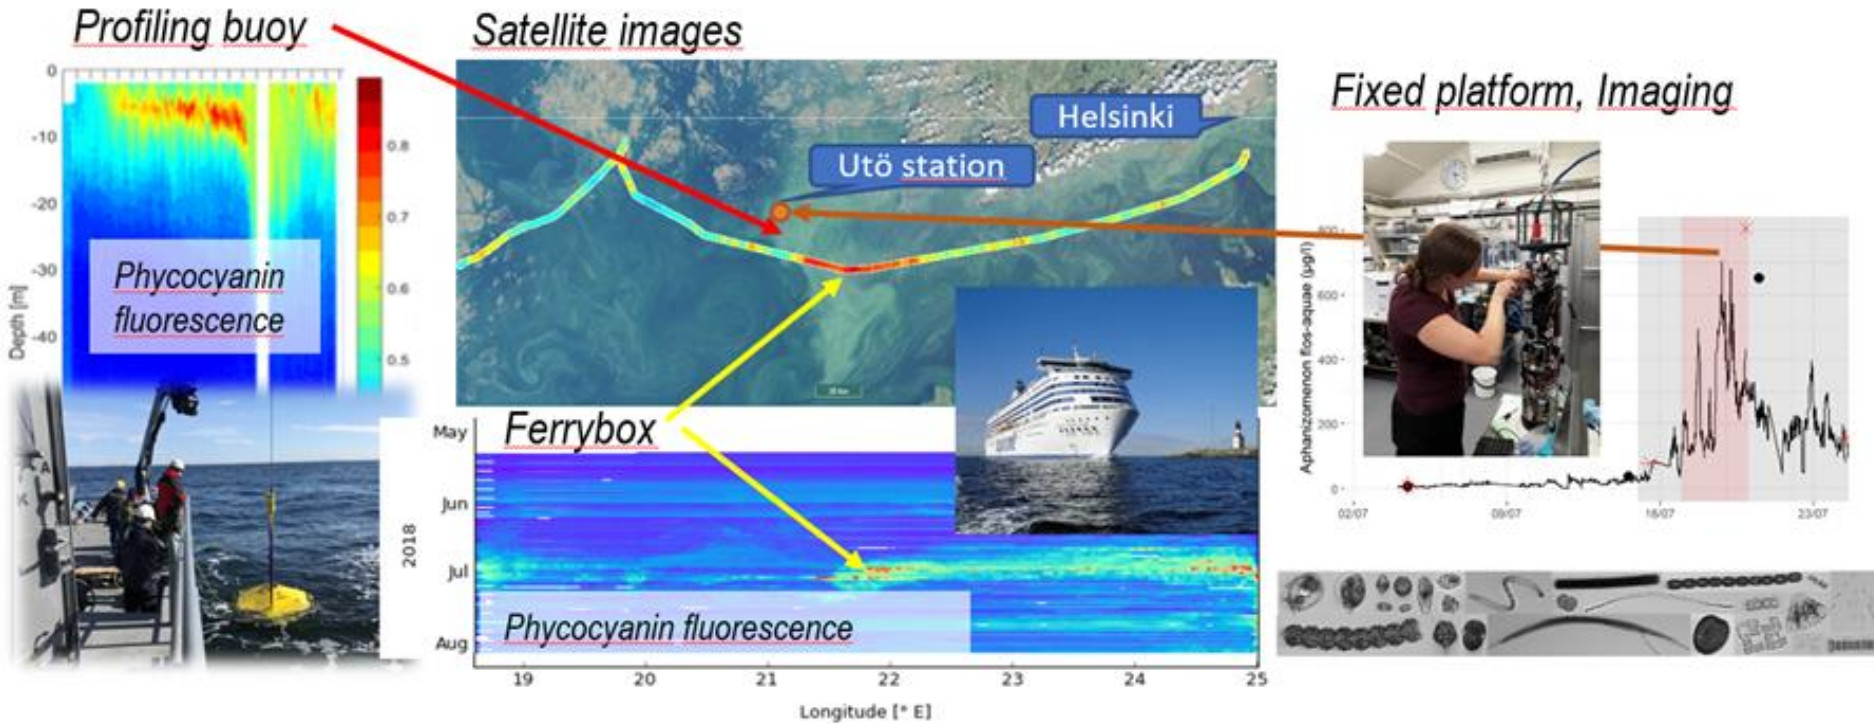 Profiling buoy
0
-10
-20
-30
-40
Depth [m]
0.8
0.7
0.6
0.5
Phycocyanin
fluorescence
Satellite images
Helsinki
Utö station
Ferrybox
May
Jun
Jul
Aug
2018
Phycocyanin fluorescence
19
20
21
22
23
24
25
Longitude [° E]
Fixed platform, Imaging
Aphanizomenon flos-aquae (µg/l)
800
600
400
200
0
02/07
09/07
16/07
23/07